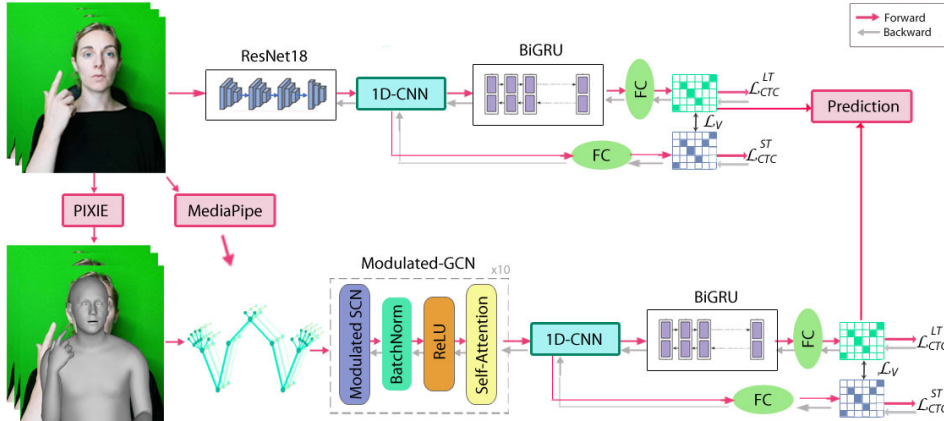 Forward
Backward
ResNet18
BiGRU
1D-CNN
FC
L_CTC^LT
Prediction
L_V
FC
L_CTC^ST
PIXIE
MediaPipe
Modulated-GCN
x10
Modulated SCN
BatchNorm
ReLU
Self-Attention
1D-CNN
BiGRU
FC
L_CTC^LT
L_V
FC
L_CTC^ST